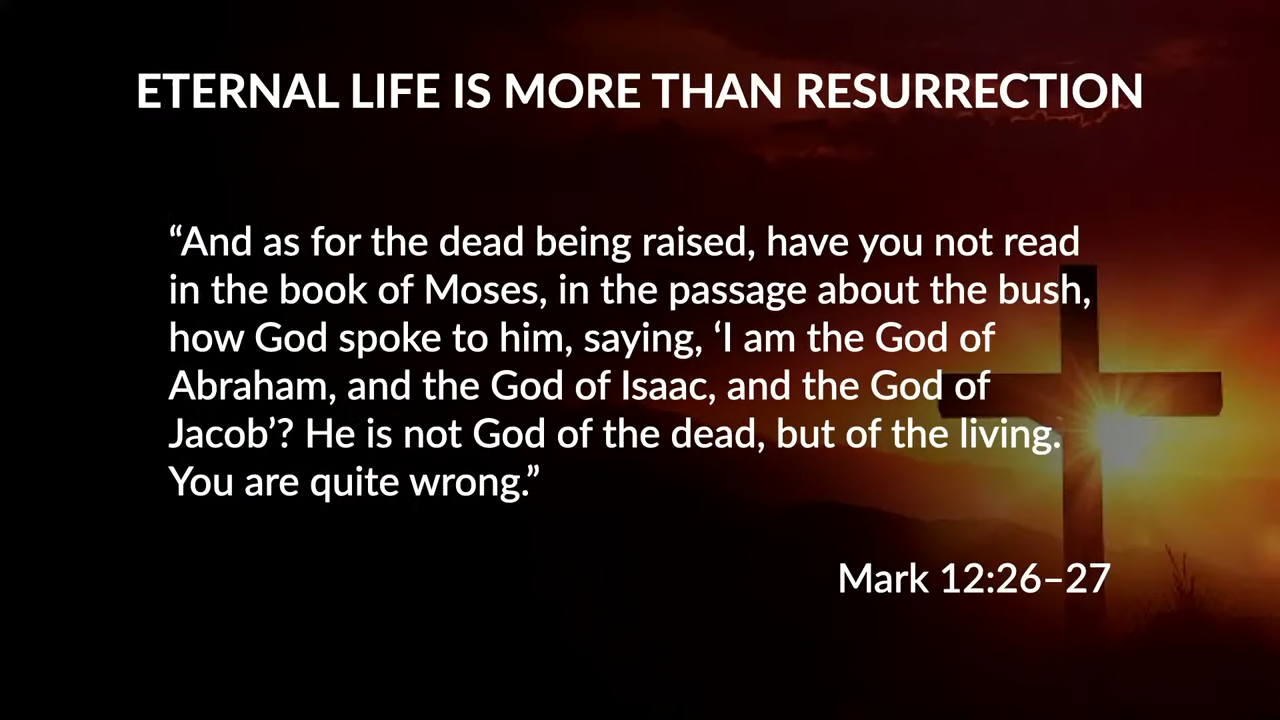 ETERNAL LIFE IS MORE THAN RESURRECTION
“And as for the dead being raised, have you not read
in the book of Moses, in the passage about the bush,
how God spoke to him, saying, ‘I am the God of
Abraham, and the God of Isaac, and the God of
Jacob’? He is not God of the dead, but of the living.
You are quite wrong.”
Mark 12:26–27